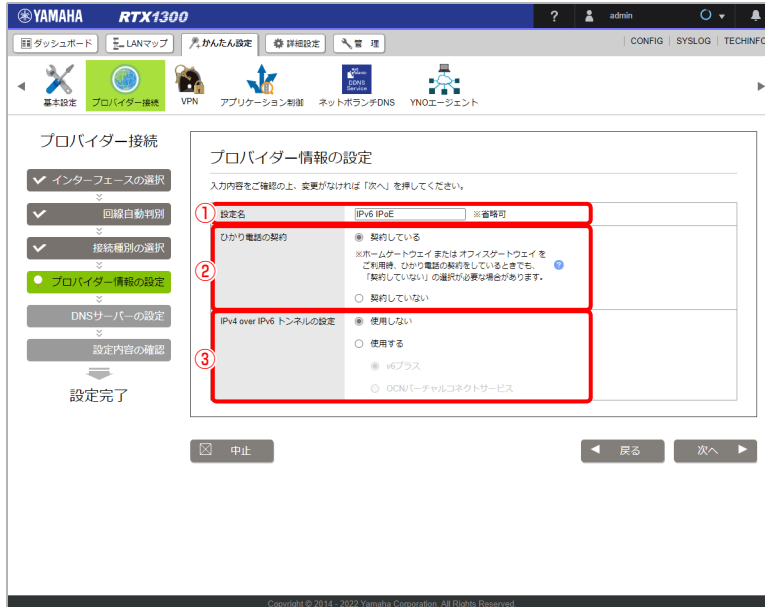 YAMAHA RTX1300
? admin
ダッシュボード LANマップ かんたん設定 詳細設定 管 理 CONFIG SYSLOG TECHINFO
基本設定 プロバイダー接続 VPN アプリケーション制御 ネットボランチDNS YNOエージェント
プロバイダー接続
インターフェースの選択
回線自動判別
接続種別の選択
プロバイダー情報の設定
DNSサーバーの設定
設定内容の確認
設定完了
プロバイダー情報の設定
入力内容をご確認の上、変更がなければ「次へ」を押してください。
① 設定名 IPv6 IPoE ※省略可
② ひかり電話の契約 契約している
※ホームゲートウェイ または オフィスゲートウェイ を
ご利用時、ひかり電話の契約をしているときでも、
「契約していない」の選択が必要な場合があります。
契約していない
③ IPv4 over IPv6 トンネルの設定 使用しない
使用する
v6プラス
OCNバーチャルコネクトサービス
中止 戻る 次へ
Copyright © 2014 - 2022 Yamaha Corporation. All Rights Reserved.